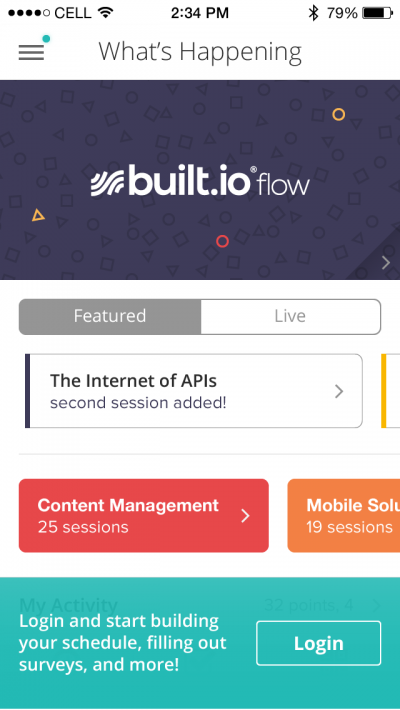 CELL 2:34 PM 79%
What's Happening
built.io® flow
Featured Live
The Internet of APIs
second session added!
Content Management
25 sessions
Mobile Solu
19 sessions
My Activity
32 points, 4
Login and start building
your schedule, filling out
surveys, and more!
Login